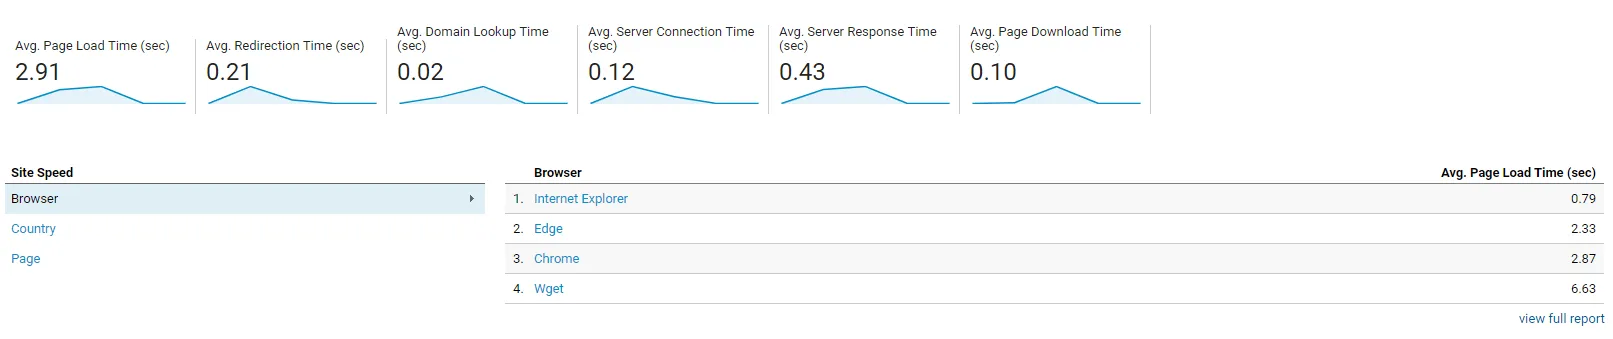 Avg. Page Load Time (sec)
2.91
Avg. Redirection Time (sec)
0.21
Avg. Domain Lookup Time
(sec)
0.02
Avg. Server Connection Time
(sec)
0.12
Avg. Server Response Time
(sec)
0.43
Avg. Page Download Time
(sec)
0.10
Site Speed
Browser
Country
Page
Browser Avg. Page Load Time (sec)
1. Internet Explorer 0.79
2. Edge 2.33
3. Chrome 2.87
4. Wget 6.63
view full report